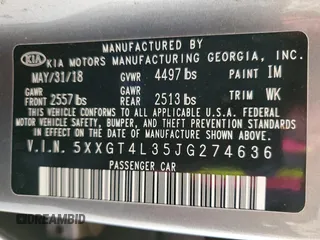 MANUFACTURED BY
KIA KIA MOTORS MANUFACTURING GEORGIA, INC.
MAY/31/18 GVWR 4497 lbs PAINT IM
GAWR GAWR
FRONT 2557 lbs REAR 2513 lbs TRIM WK
THIS VEHICLE CONFORMS TO ALL APPLICABLE
FEDERAL MOTOR VEHICLE SAFETY, BUMPER, AND
THEFT PREVENTION STANDARDS IN EFFECT ON
THE DATE OF MANUFACTURE SHOWN ABOVE.
V.I.N. 5XXGT4L35JG274636
PASSENGER CAR
© DREAMBID